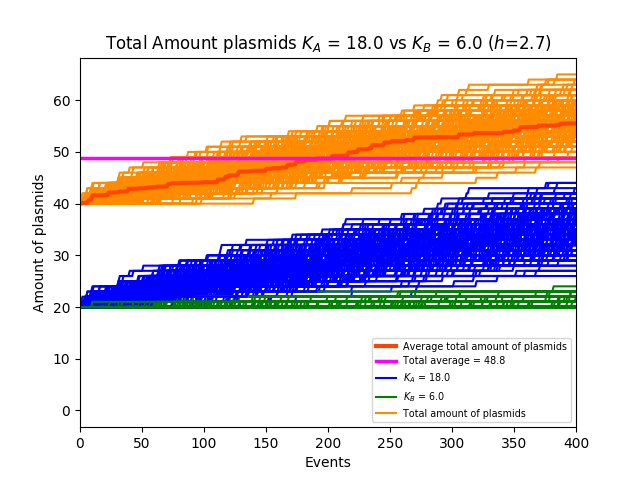 Total Amount plasmids K_A = 18.0 vs K_B = 6.0 (h=2.7)
Amount of plasmids
60
50
40
30
20
10
0
0 50 100 150 200 250 300 350 400
Events
Average total amount of plasmids
Total average = 48.8
K_A = 18.0
K_B = 6.0
Total amount of plasmids